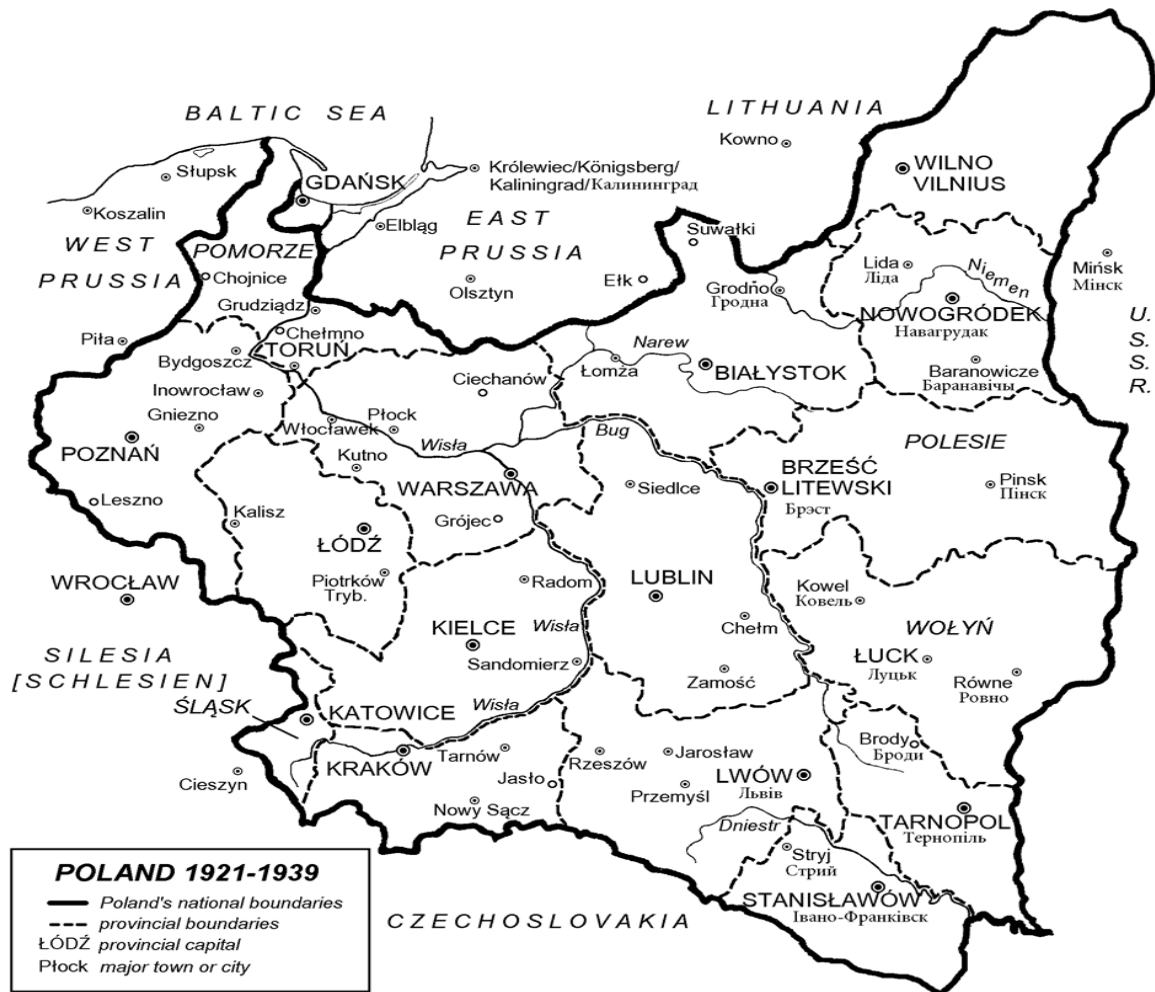 BALTIC SEA
LITHUANIA
Kowno
Słupsk
WILNO
VILNIUS
Królewiec/Königsberg/
Kaliningrad/Калининград
GDAŃSK
Koszalin
Elbląg
WEST
PRUSSIA
EAST
PRUSSIA
POMORZE
Suwałki
Chojnice
Olsztyn
Ełk
Grodno
Гродна
Lida
Ліда
Niemen
Mińsk
Мінск
Grudziądz
NOWOGRÓDEK
Навагрудак
U.
S.
S.
R.
Chełmno
Piła
TORUŃ
Bydgoszcz
Narew
Łomża
BIAŁYSTOK
Baranowicze
Баранавічы
Ciechanów
Inowrocław
Gniezno
Płock
Włocławek
Wisła
Bug
POLESIE
POZNAŃ
Kutno
WARSZAWA
BRZEŚĆ
LITEWSKI
Брэст
Pinsk
Пінск
Siedlce
Leszno
Kalisz
Grójec
ŁÓDŹ
WROCŁAW
Piotrków
Tryb.
Radom
LUBLIN
Kowel
Ковель
Chełm
KIELCE
Wisła
WOŁYŃ
SILESIA
[SCHLESIEN]
Sandomierz
Zamość
ŁUCK
Луцьк
Równe
Ровно
ŚLĄSK
KATOWICE
Wisła
Brody
Броди
KRAKÓW
Tarnów
Rzeszów
Jarosław
Cieszyn
Jasło
Przemyśl
LWÓW
Львів
Nowy Sącz
TARNOPOL
Тернопіль
Dniestr
Stryj
Стрий
STANISŁAWÓW
Івано-Франківск
CZECHOSLOVAKIA
POLAND 1921-1939
Poland's national boundaries
provincial boundaries
ŁÓDŹ provincial capital
Płock major town or city